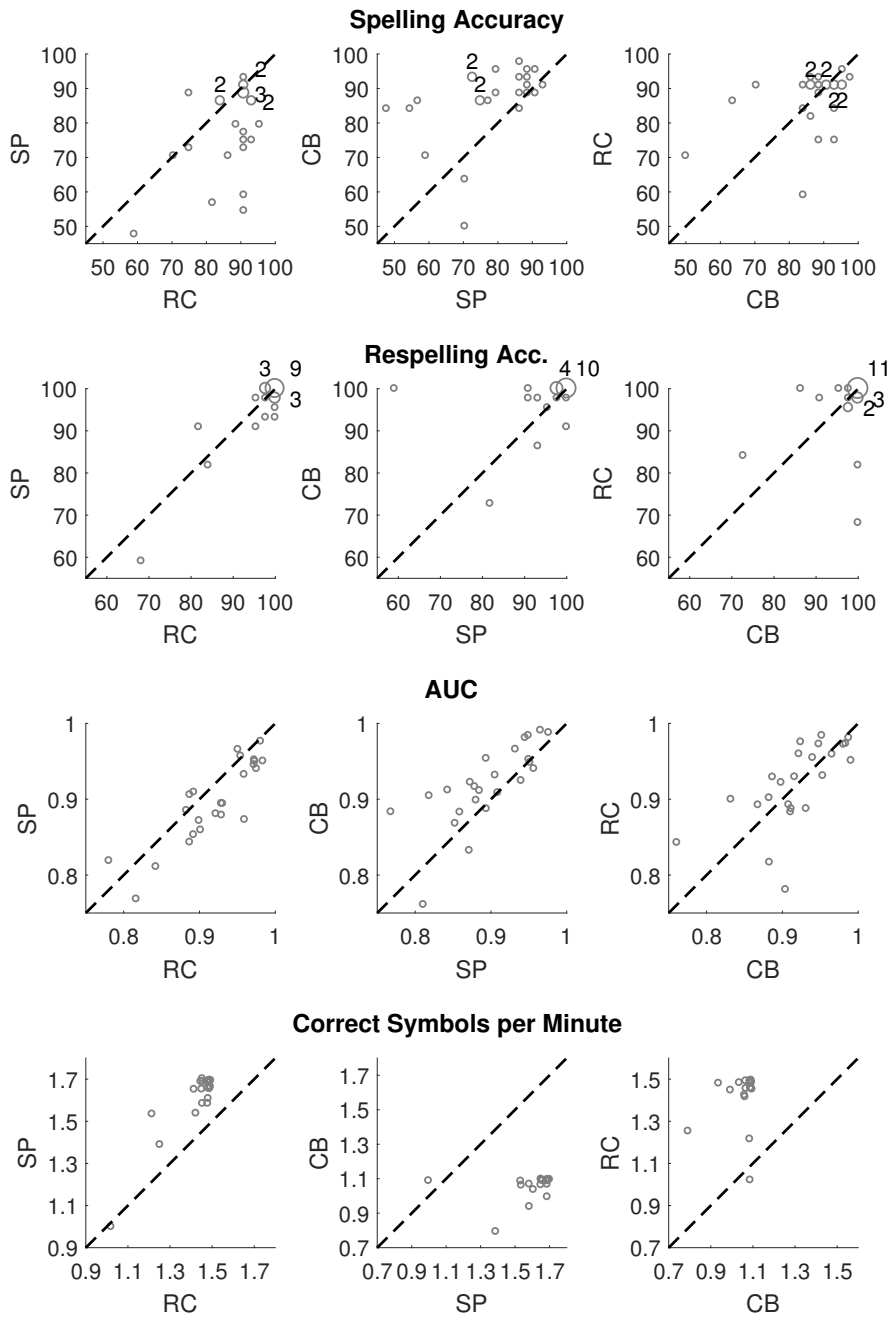 Spelling Accuracy
100
90
80
70
60
50
SP
2
2
3
2
50 60 70 80 90 100
RC
100
90
80
70
60
50
CB
2
2
50 60 70 80 90 100
SP
100
90
80
70
60
50
RC
2 2
2 2
50 60 70 80 90 100
CB
Respelling Acc.
100
90
80
70
60
SP
3 9
3
60 70 80 90 100
RC
100
90
80
70
60
CB
4 10
60 70 80 90 100
SP
100
90
80
70
60
RC
11
3
2
60 70 80 90 100
CB
AUC
1
0.9
0.8
SP
0.8 0.9 1
RC
1
0.9
0.8
CB
0.8 0.9 1
SP
1
0.9
0.8
RC
0.8 0.9 1
CB
Correct Symbols per Minute
1.7
1.5
1.3
1.1
0.9
SP
0.9 1.1 1.3 1.5 1.7
RC
1.7
1.5
1.3
1.1
0.9
0.7
CB
0.7 0.9 1.1 1.3 1.5 1.7
SP
1.5
1.3
1.1
0.9
0.7
RC
0.7 0.9 1.1 1.3 1.5
CB